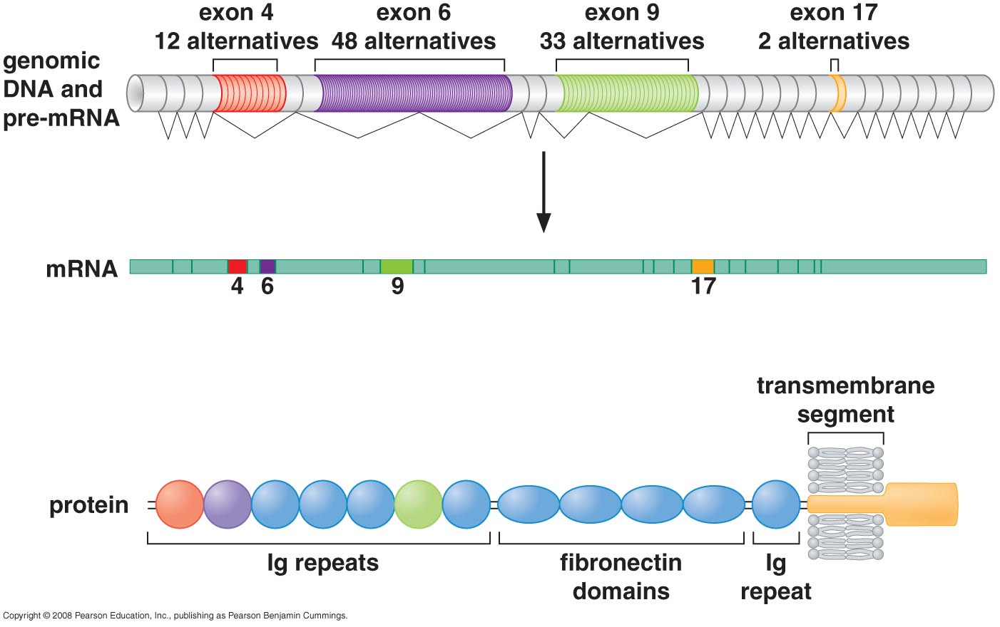 exon 4
12 alternatives
exon 6
48 alternatives
exon 9
33 alternatives
exon 17
2 alternatives
genomic
DNA and
pre-mRNA
mRNA
4
6
9
17
transmembrane
segment
protein
Ig repeats
fibronectin
domains
Ig
repeat
Copyright © 2008 Pearson Education, Inc., publishing as Pearson Benjamin Cummings.